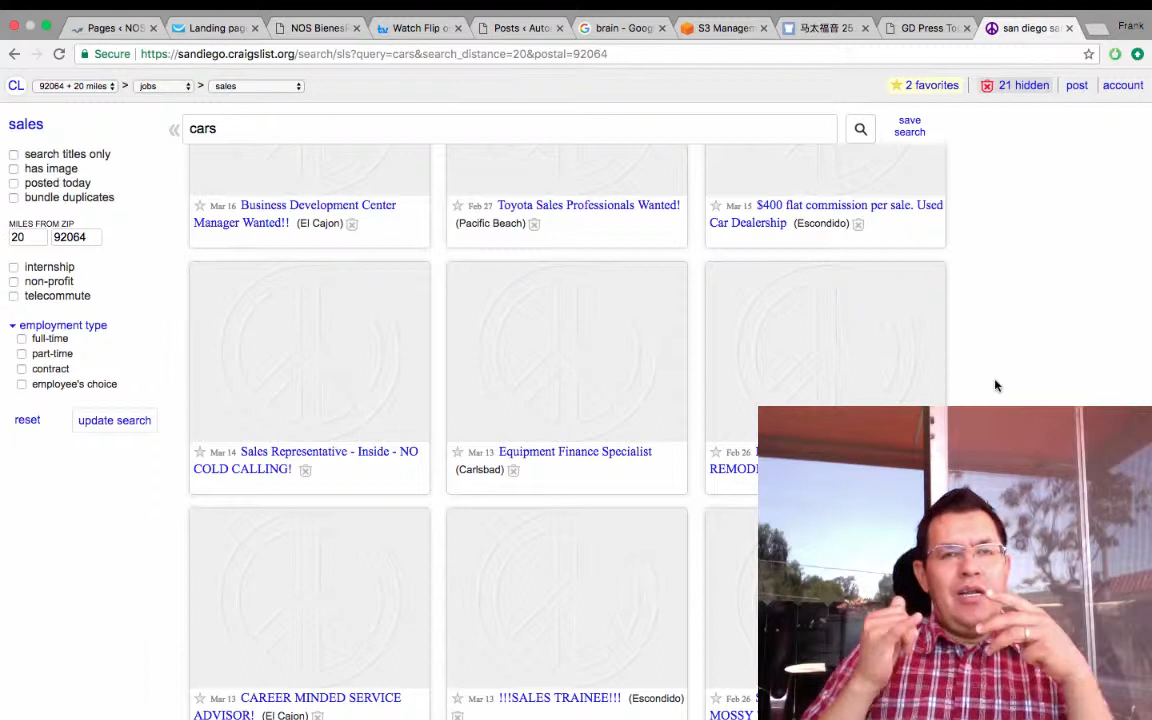 Pages ‹ NOS
Landing page
NOS Bienes
Watch Flip o
Posts ‹ Auto
brain - Goog
S3 Managem
马太福音 25
GD Press To
san diego sa
Frank
Secure
https://sandiego.craigslist.org/search/sls?query=cars&search_distance=20&postal=92064
CL
92064 + 20 miles
>
jobs
>
sales
2 favorites
21 hidden
post
account
sales
cars
save
search
search titles only
has image
posted today
bundle duplicates
MILES FROM ZIP
20
92064
internship
non-profit
telecommute
employment type
full-time
part-time
contract
employee's choice
reset
update search
Mar 16 Business Development Center
Manager Wanted!! (El Cajon)
Feb 27 Toyota Sales Professionals Wanted!
(Pacific Beach)
Mar 15 $400 flat commission per sale. Used
Car Dealership (Escondido)
Mar 14 Sales Representative - Inside - NO
COLD CALLING!
Mar 13 Equipment Finance Specialist
(Carlsbad)
Feb 26
REMOD
Mar 13 CAREER MINDED SERVICE
ADVISOR! (El Cajon)
Mar 13 !!!SALES TRAINEE!!! (Escondido)
Feb 26
MOSSY